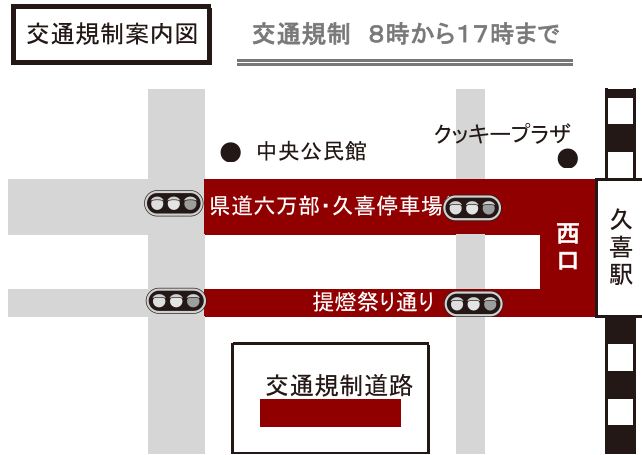 交通規制案内図
交通規制 8時から17時まで
クッキープラザ
中央公民館
県道六万部・久喜停車場
西口
久喜駅
提燈祭り通り
交通規制道路